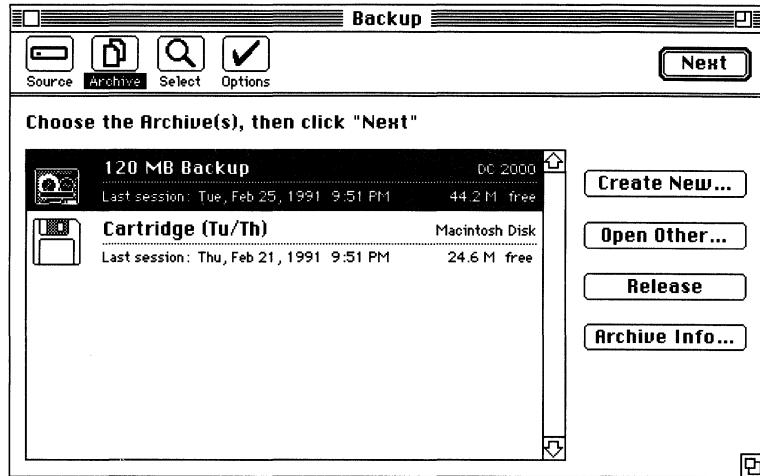 Backup
Source Archive Select Options
Next
Choose the Archive(s), then click "Next"
120 MB Backup DC 2000
Last session: Tue, Feb 25, 1991 9:51 PM 44.2 M free
Cartridge (Tu/Th) Macintosh Disk
Last session: Thu, Feb 21, 1991 9:51 PM 24.6 M free
Create New...
Open Other...
Release
Archive Info...